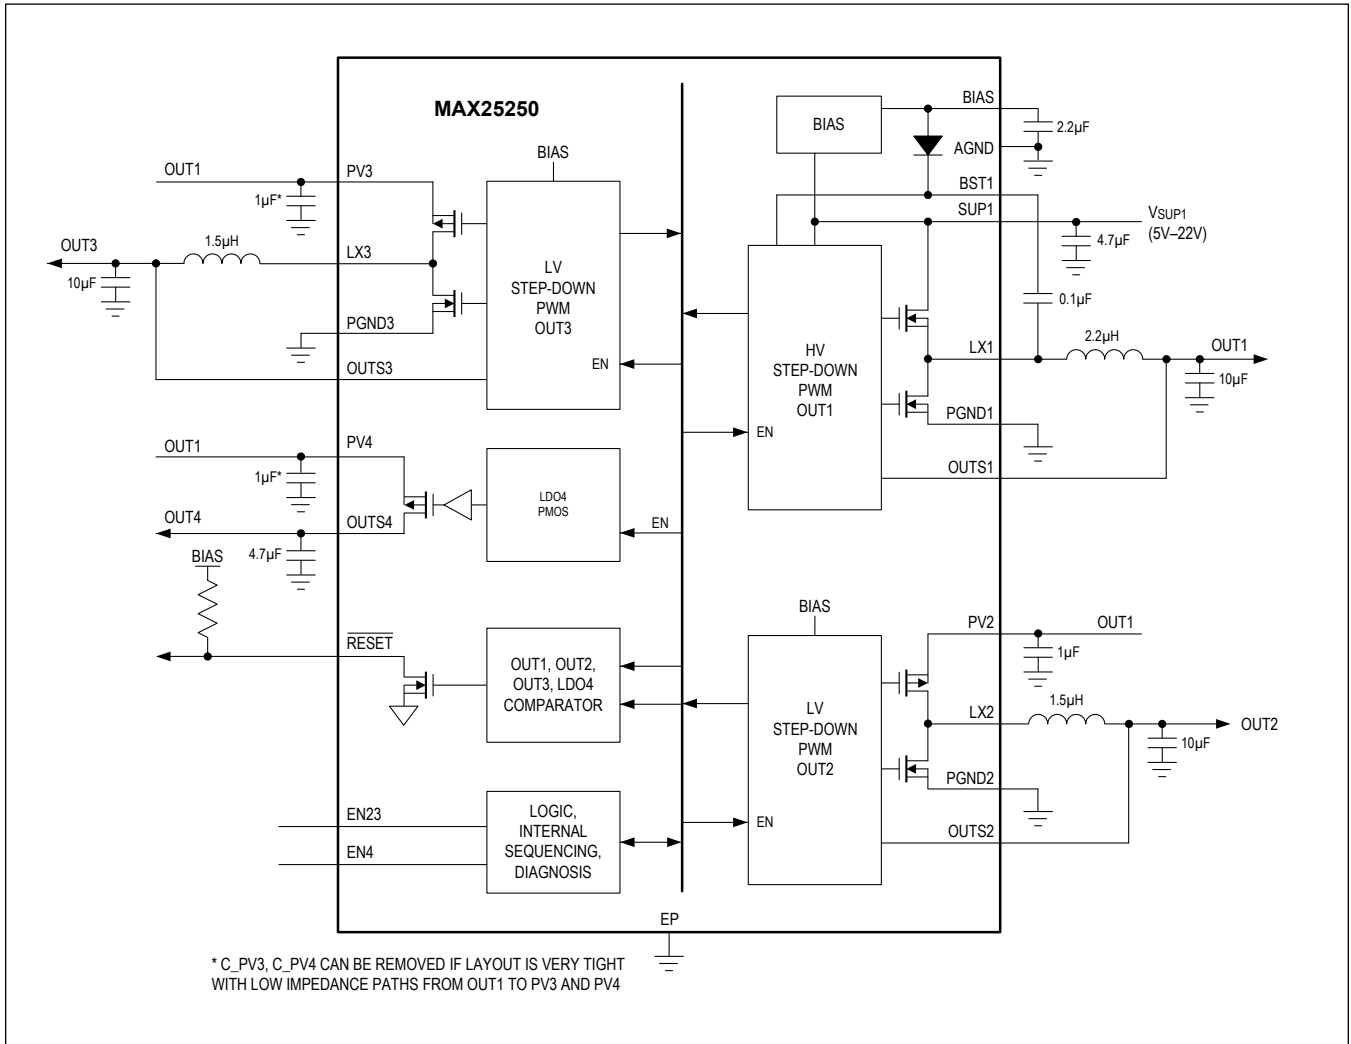 MAX25250
BIAS
OUT1
PV3
1µF*
OUT3
1.5µH
LX3
10µF
PGND3
OUTS3
LV
STEP-DOWN
PWM
OUT3
EN
OUT1
PV4
1µF*
OUT4
OUTS4
4.7µF
LDO4
PMOS
EN
BIAS
RESET
OUT1, OUT2,
OUT3, LDO4
COMPARATOR
EN23
EN4
LOGIC,
INTERNAL
SEQUENCING,
DIAGNOSIS
BIAS
BIAS
2.2µF
AGND
BST1
SUP1
VSUP1
(5V–22V)
4.7µF
0.1µF
HV
STEP-DOWN
PWM
OUT1
EN
LX1
2.2µH
OUT1
10µF
PGND1
OUTS1
BIAS
PV2
OUT1
1µF
LV
STEP-DOWN
PWM
OUT2
EN
LX2
1.5µH
OUT2
10µF
PGND2
OUTS2
EP
* C_PV3, C_PV4 CAN BE REMOVED IF LAYOUT IS VERY TIGHT
WITH LOW IMPEDANCE PATHS FROM OUT1 TO PV3 AND PV4